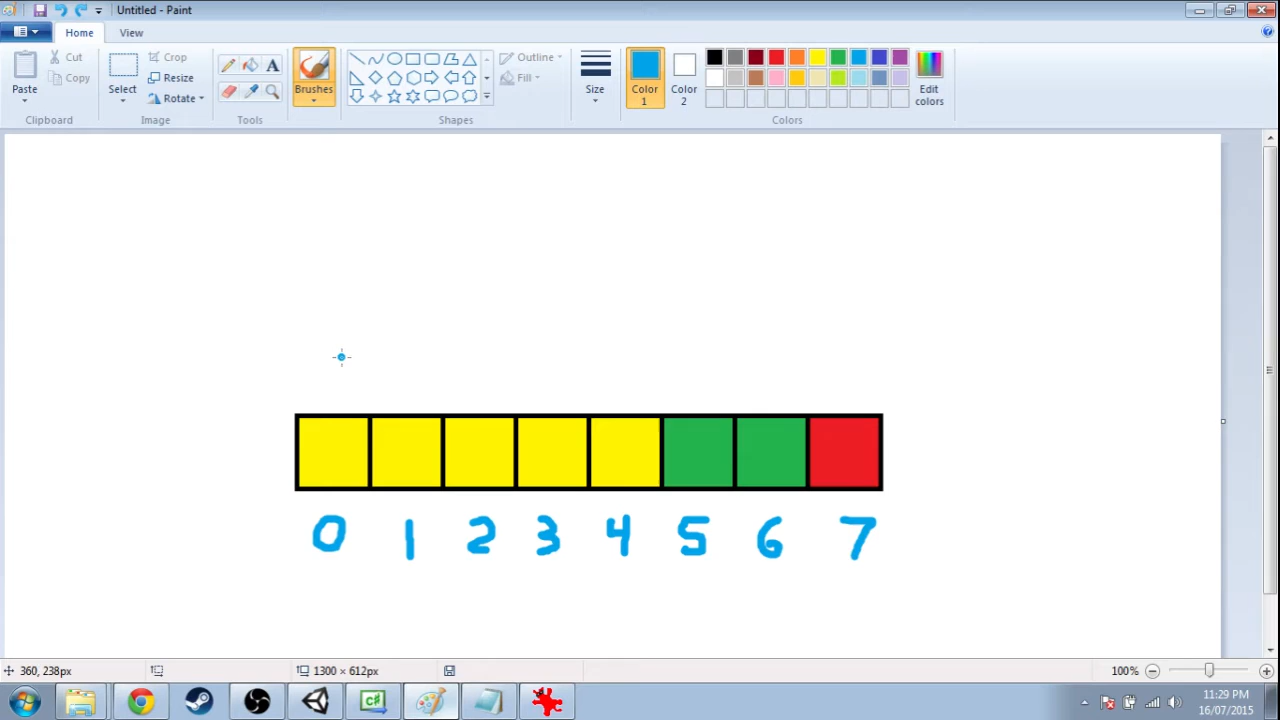 Untitled - Paint
Home View
Paste
Cut
Copy
Clipboard
Select
Crop
Resize
Rotate
Image
A
Tools
Brushes
Shapes
Outline
Fill
Size
Color 1
Color 2
Colors
Edit colors
0 1 2 3 4 5 6 7
360, 238px
1300 × 612px
100%
C#
11:29 PM
16/07/2015